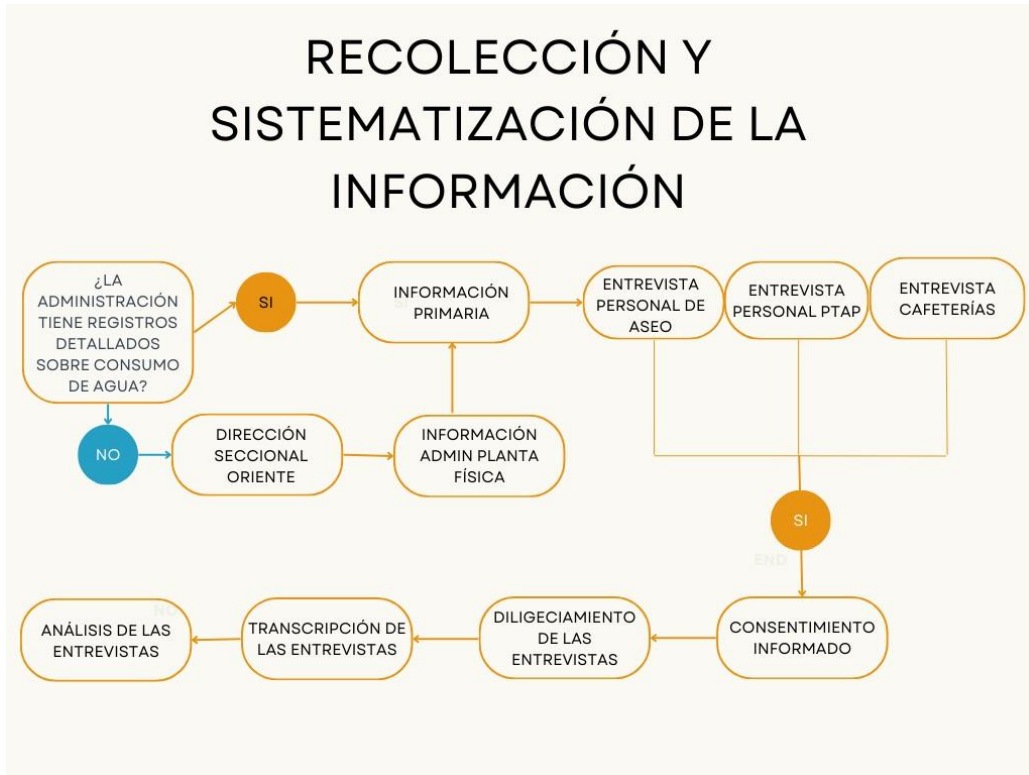 RECOLECCIÓN Y
SISTEMATIZACIÓN DE LA
INFORMACIÓN
¿LA
ADMINISTRACIÓN
TIENE REGISTROS
DETALLADOS
SOBRE CONSUMO
DE AGUA?
SI
INFORMACIÓN
PRIMARIA
ENTREVISTA
PERSONAL DE
ASEO
ENTREVISTA
PERSONAL PTAP
ENTREVISTA
CAFETERÍAS
NO
DIRECCIÓN
SECCIONAL
ORIENTE
INFORMACIÓN
ADMIN PLANTA
FÍSICA
SI
END
CONSENTIMIENTO
INFORMADO
DILIGECIAMIENTO
DE LAS
ENTREVISTAS
TRANSCRIPCIÓN DE
LAS ENTREVISTAS
NO
ANÁLISIS DE LAS
ENTREVISTAS